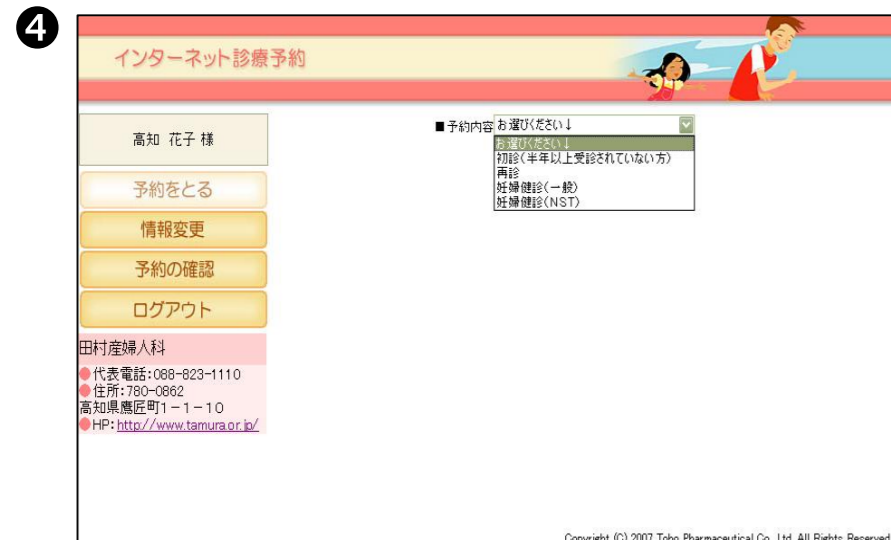 ❹
インターネット診療予約
高知 花子 様
予約をとる
情報変更
予約の確認
ログアウト
田村産婦人科
●代表電話:088-823-1110
●住所:780-0862
高知県鷹匠町1-1-10
●HP:http://www.tamura.or.jp/
■予約内容 お選びください↓
お選びください↓
初診(半年以上受診されていない方)
再診
妊婦健診(一般)
妊婦健診(NST)
Copyright (C) 2007 Toho Pharmaceutical Co., Ltd. All Rights Reserved